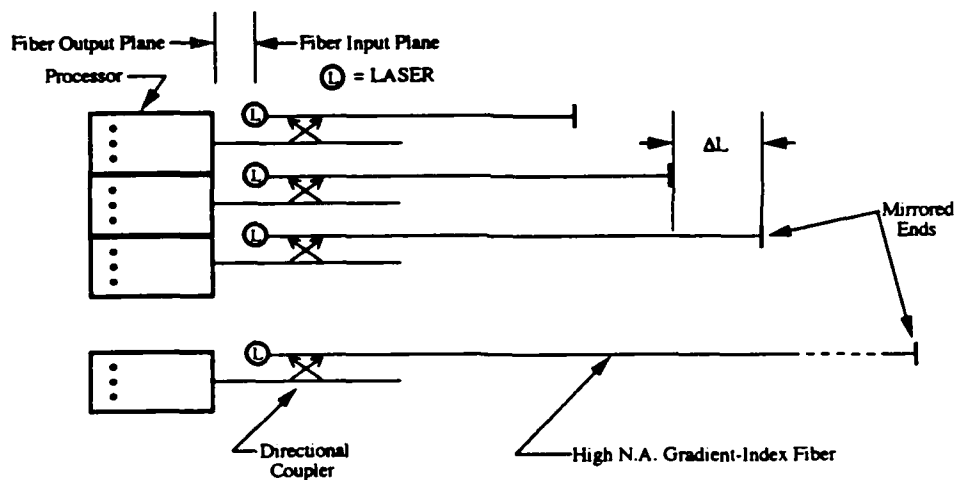 Fiber Output Plane
Fiber Input Plane
Ⓛ = LASER
Processor
L
L
ΔL
L
Mirrored
Ends
L
Directional
Coupler
High N.A. Gradient-Index Fiber